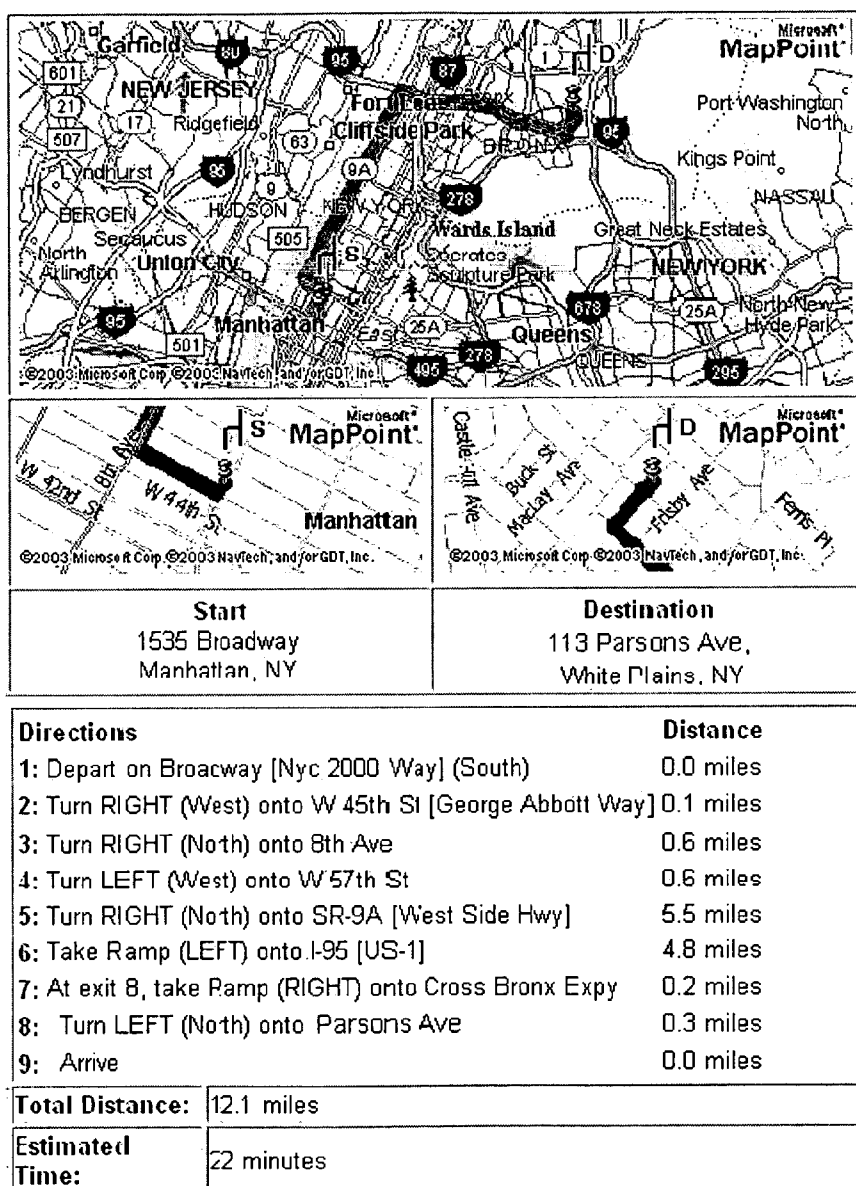 Garfield
80
95
87
1
D
Microsoft®
MapPoint®
601
NEW JERSEY
21
17
507
Ridgefield
63
Cliffside Park
95
Port Washington
North
BRONX
Kings Point
Lyndhurst
95
9
9A
278
NASSAU
BERGEN
HUDSON
NEW YORK
Wards Island
Great Neck Estates
Secaucus
505
S
North
Arlington
Union City
Socrates
Sculpture Park
NEW YORK
95
Manhattan
25A
678
25A
North New
Hyde Park
501
Queens
QUEENS
495
278
295
©2003 Microsoft Corp. ©2003 NavTech, and/or GDT, Inc.
S
Microsoft®
MapPoint®
8th Ave
W 42nd St
W 44th St
Manhattan
©2003 Microsoft Corp. ©2003 NavTech, and/or GDT, Inc.
D
Microsoft®
MapPoint®
Buck St
Maclay Ave
Frisby Ave
Ferris Pl
©2003 Microsoft Corp. ©2003 NavTech, and/or GDT, Inc.
Start
1535 Broadway
Manhattan, NY
Destination
113 Parsons Ave,
White Plains, NY
Directions Distance
1: Depart on Broadway [Nyc 2000 Way] (South) 0.0 miles
2: Turn RIGHT (West) onto W 45th St [George Abbott Way] 0.1 miles
3: Turn RIGHT (North) onto 8th Ave 0.6 miles
4: Turn LEFT (West) onto W 57th St 0.6 miles
5: Turn RIGHT (North) onto SR-9A [West Side Hwy] 5.5 miles
6: Take Ramp (LEFT) onto I-95 [US-1] 4.8 miles
7: At exit 8, take Ramp (RIGHT) onto Cross Bronx Expy 0.2 miles
8: Turn LEFT (North) onto Parsons Ave 0.3 miles
9: Arrive 0.0 miles
Total Distance: 12.1 miles
Estimated
Time: 22 minutes